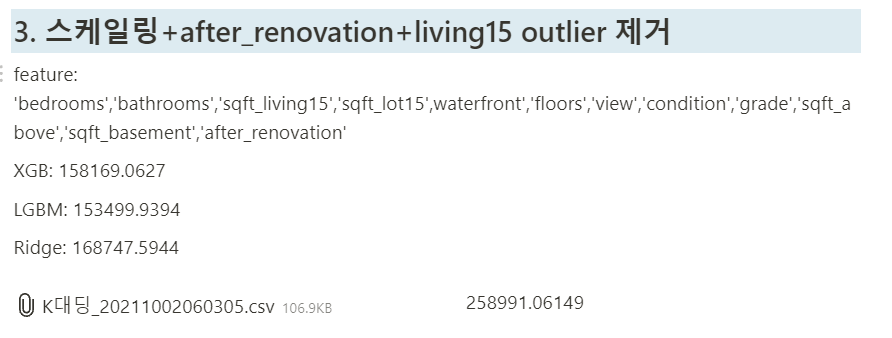 3. 스케일링+after_renovation+living15 outlier 제거
feature:
'bedrooms','bathrooms','sqft_living15','sqft_lot15',waterfront','floors','view','condition','grade','sqft_a
bove','sqft_basement','after_renovation'
XGB: 158169.0627
LGBM: 153499.9394
Ridge: 168747.5944
K대딩_20211002060305.csv 106.9KB 258991.06149